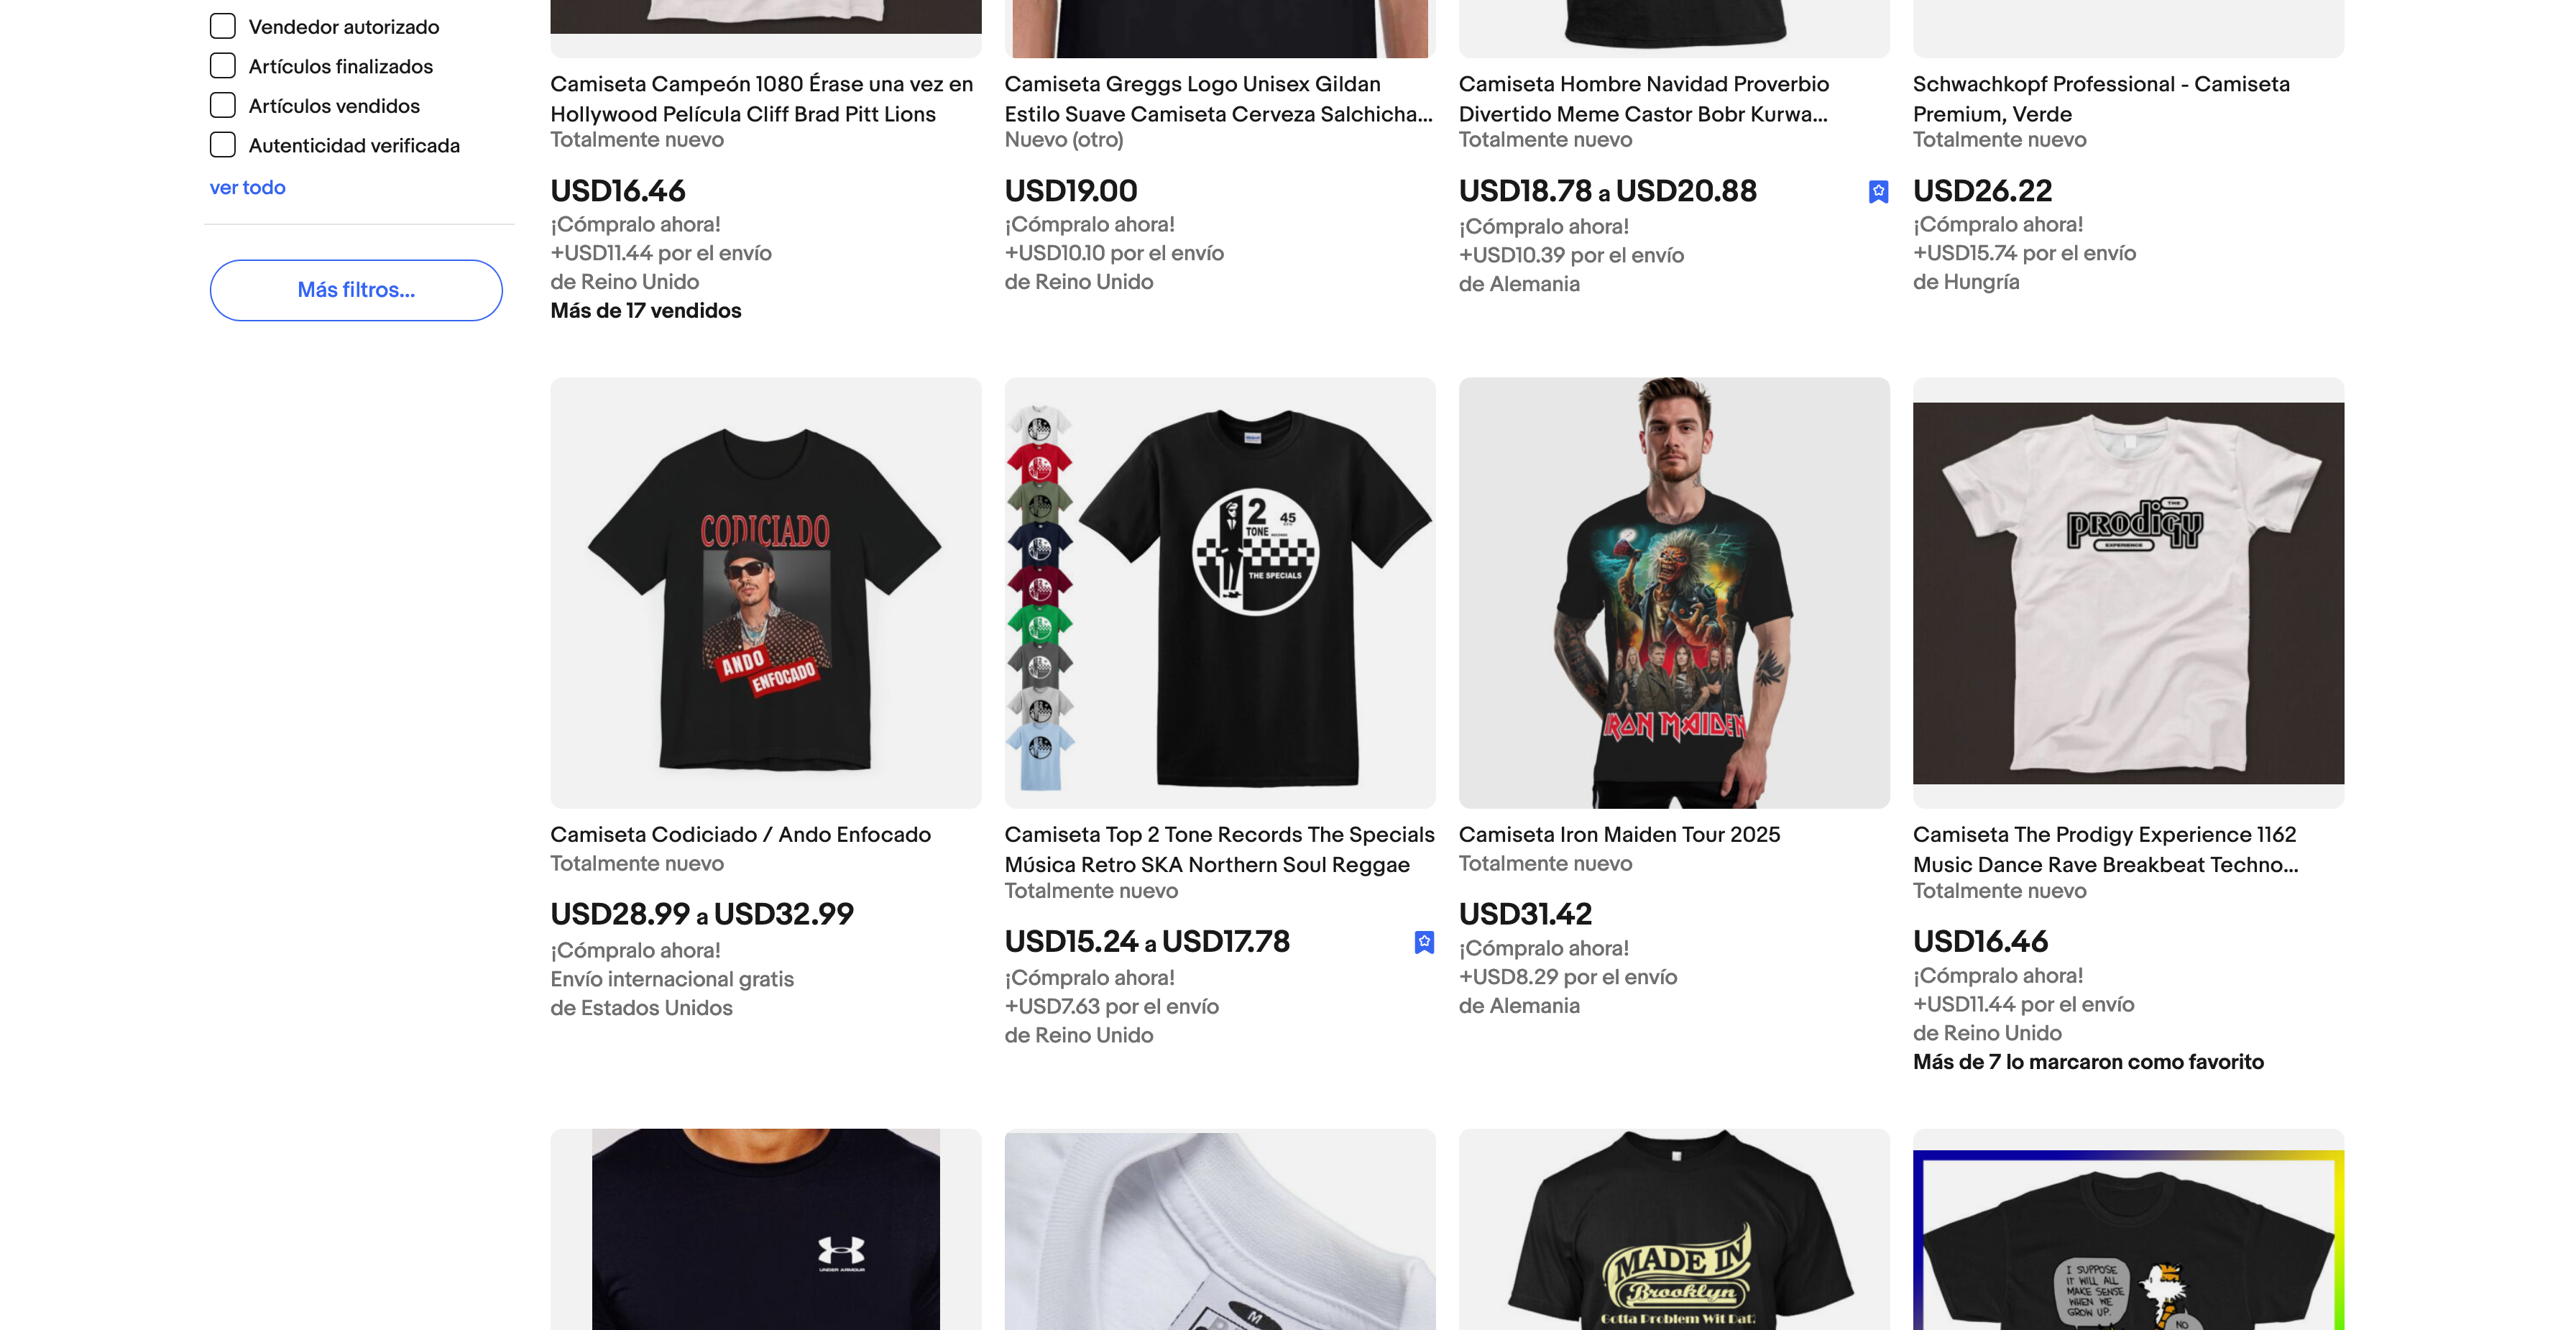 Vendedor autorizado
Artículos finalizados
Artículos vendidos
Autenticidad verificada
ver todo
Más filtros...
Camiseta Campeón 1080 Érase una vez en
Hollywood Película Cliff Brad Pitt Lions
Totalmente nuevo
USD16.46
¡Cómpralo ahora!
+USD11.44 por el envío
de Reino Unido
Más de 17 vendidos
Camiseta Greggs Logo Unisex Gildan
Estilo Suave Camiseta Cerveza Salchicha...
Nuevo (otro)
USD19.00
¡Cómpralo ahora!
+USD10.10 por el envío
de Reino Unido
Camiseta Hombre Navidad Proverbio
Divertido Meme Castor Bobr Kurwa...
Totalmente nuevo
USD18.78 a USD20.88
¡Cómpralo ahora!
+USD10.39 por el envío
de Alemania
Schwachkopf Professional - Camiseta
Premium, Verde
Totalmente nuevo
USD26.22
¡Cómpralo ahora!
+USD15.74 por el envío
de Hungría
CODICIADO
ANDO
ENFOCADO
Camiseta Codiciado / Ando Enfocado
Totalmente nuevo
USD28.99 a USD32.99
¡Cómpralo ahora!
Envío internacional gratis
de Estados Unidos
2
45
TONE
THE SPECIALS
Camiseta Top 2 Tone Records The Specials
Música Retro SKA Northern Soul Reggae
Totalmente nuevo
USD15.24 a USD17.78
¡Cómpralo ahora!
+USD7.63 por el envío
de Reino Unido
IRON MAIDEN
Camiseta Iron Maiden Tour 2025
Totalmente nuevo
USD31.42
¡Cómpralo ahora!
+USD8.29 por el envío
de Alemania
THE
prodigy
EXPERIENCE
Camiseta The Prodigy Experience 1162
Music Dance Rave Breakbeat Techno...
Totalmente nuevo
USD16.46
¡Cómpralo ahora!
+USD11.44 por el envío
de Reino Unido
Más de 7 lo marcaron como favorito
UNDER ARMOUR
M
MADE IN
Brooklyn
Gotta Problem Wit Dat?
I SUPPOSE
IT WILL ALL
MAKE SENSE
WHEN WE
GROW UP.
NO